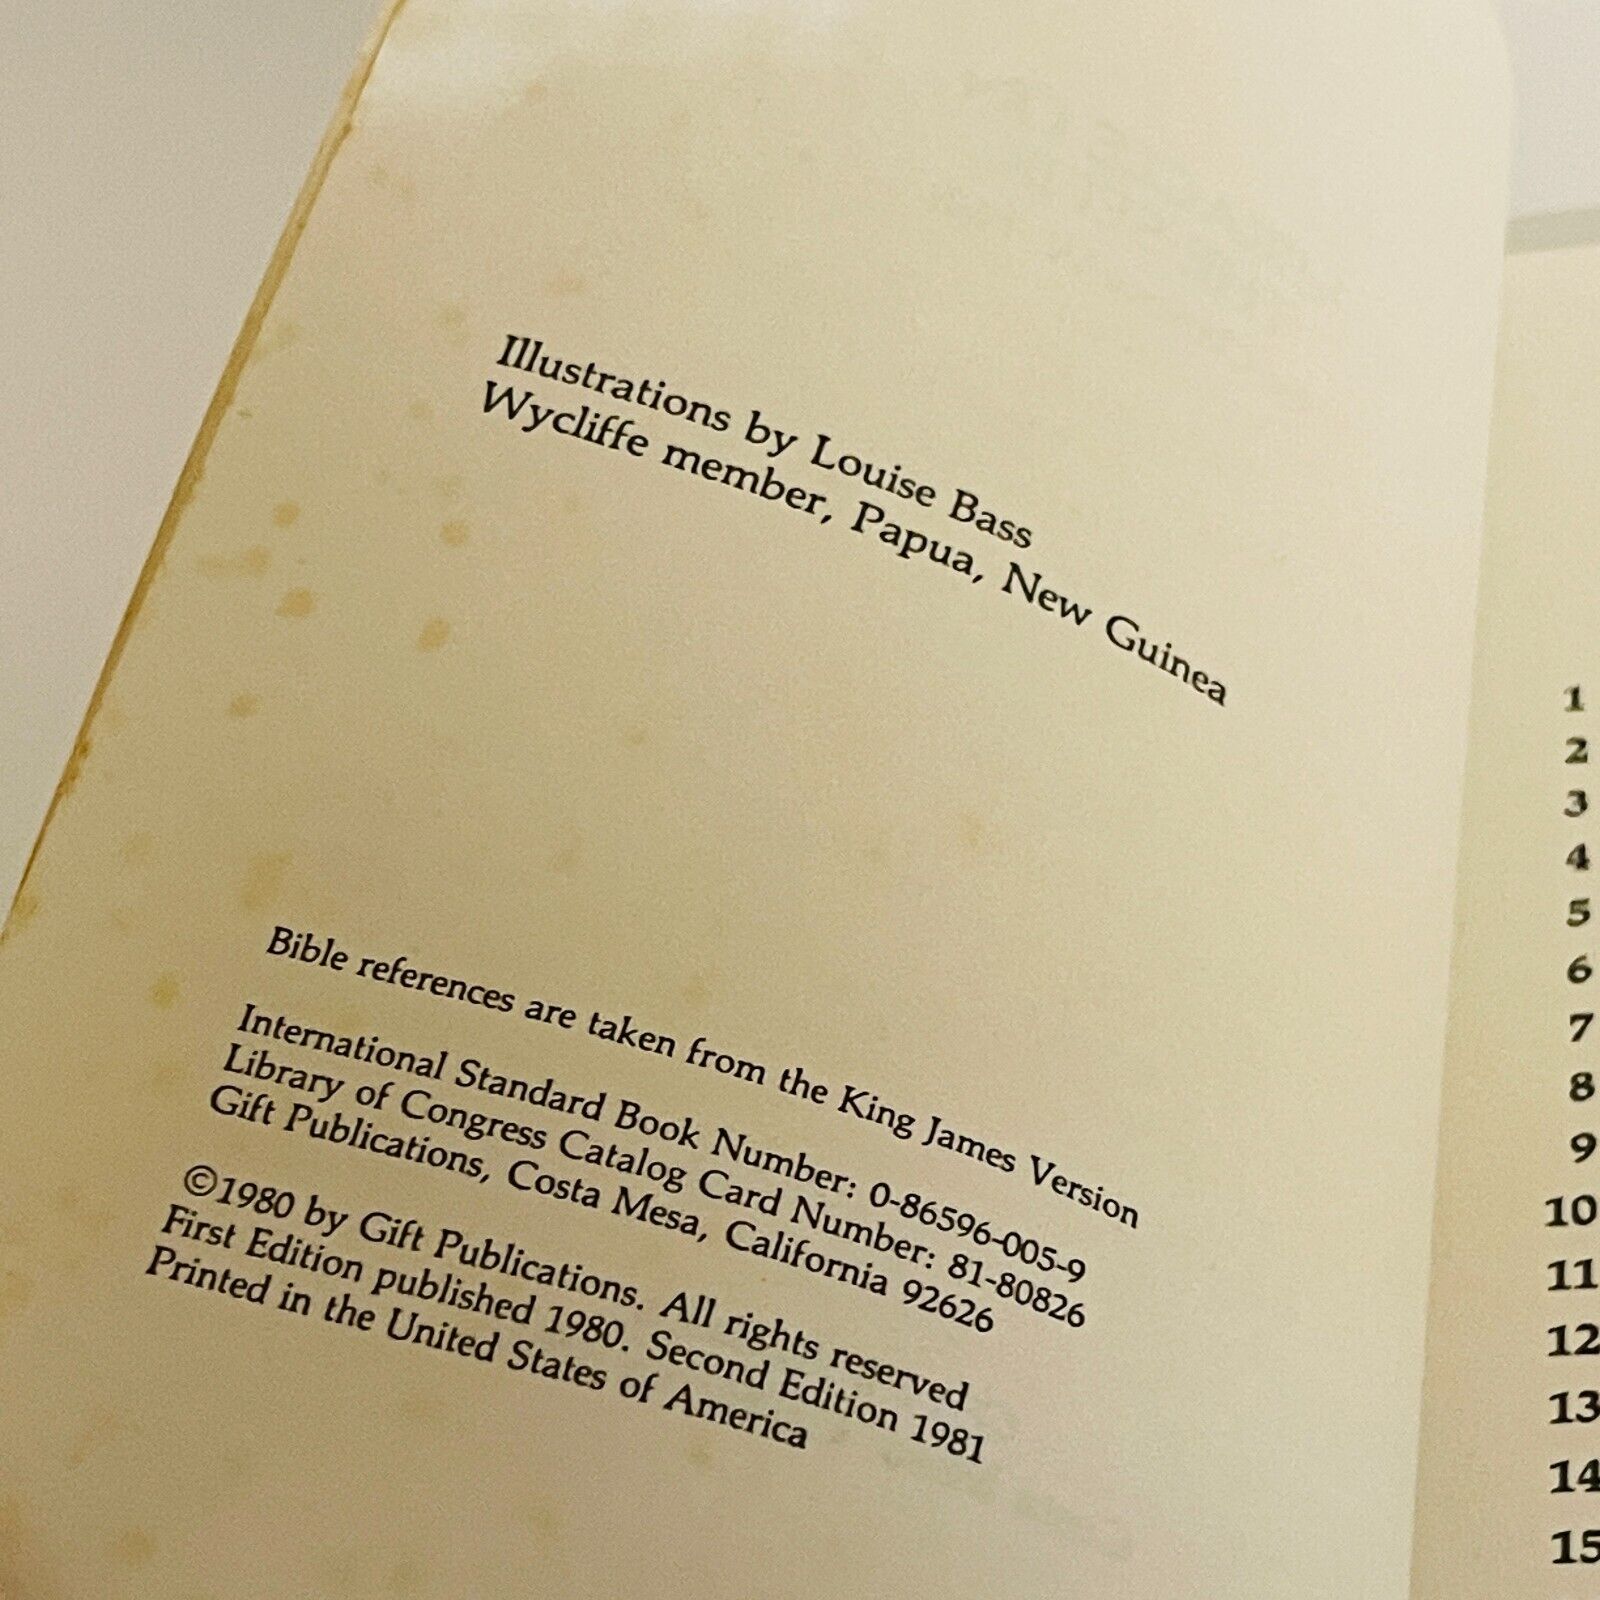 Illustrations by Louise Bass
Wycliffe member, Papua, New Guinea
Bible references are taken from the King James Version
International Standard Book Number: 0-86596-005-9
Library of Congress Catalog Card Number: 81-80826
Gift Publications, Costa Mesa, California 92626
©1980 by Gift Publications. All rights reserved
First Edition published 1980. Second Edition 1981
Printed in the United States of America
1
2
3
4
5
6
7
8
9
10
11
12
13
14
15